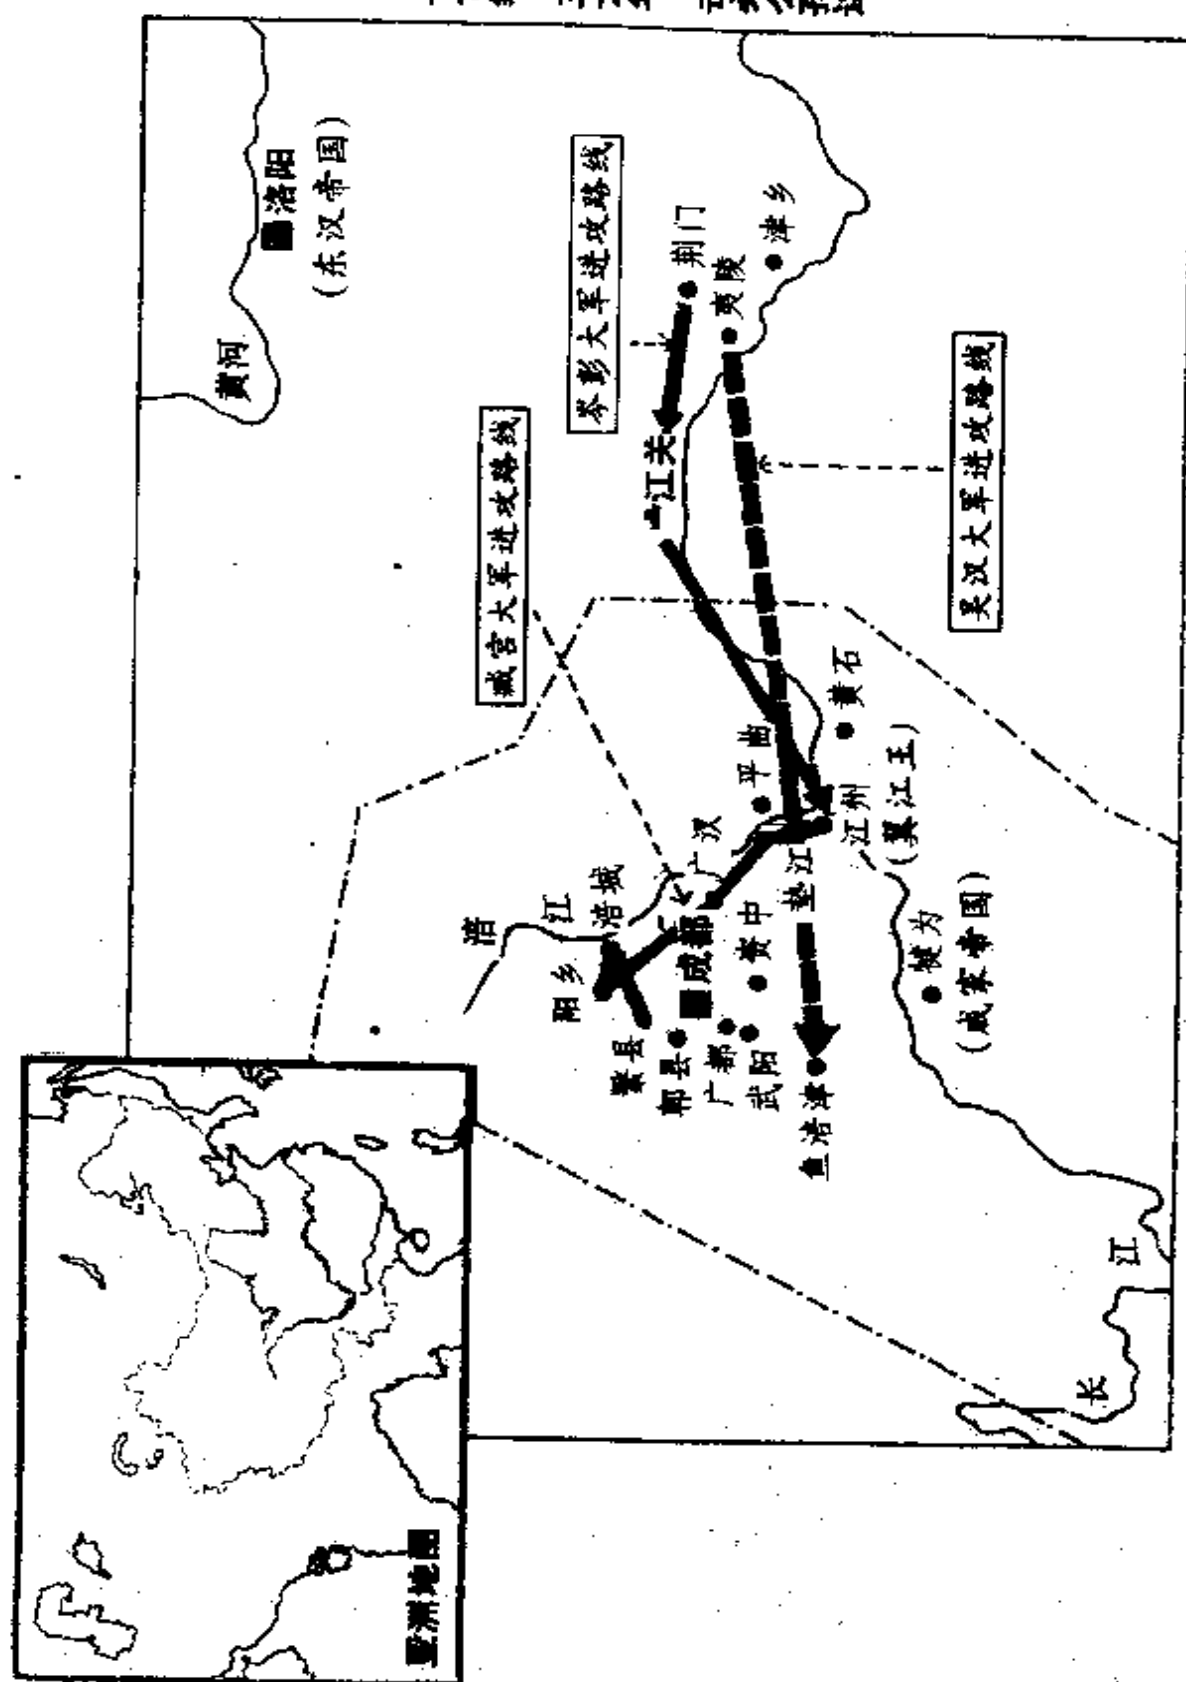 黄河
洛阳
(东汉帝国)
岑彭大军进攻路线
荆门
夷陵
津乡
江关
臧宫大军进攻路线
吴汉大军进攻路线
平曲
黄石
江州
(翼江王)
广汉
垫江
涪江
涪城
成都
资中
犍为
(成家帝国)
阳乡
繁县
郫县
广都
武阳
鱼涪津
长江
亚洲地图